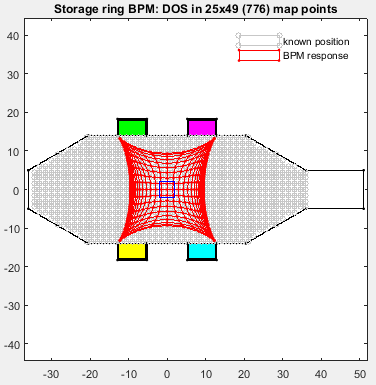 Storage ring BPM: DOS in 25x49 (776) map points
known position
BPM response
40
30
20
10
0
-10
-20
-30
-40
-30 -20 -10 0 10 20 30 40 50